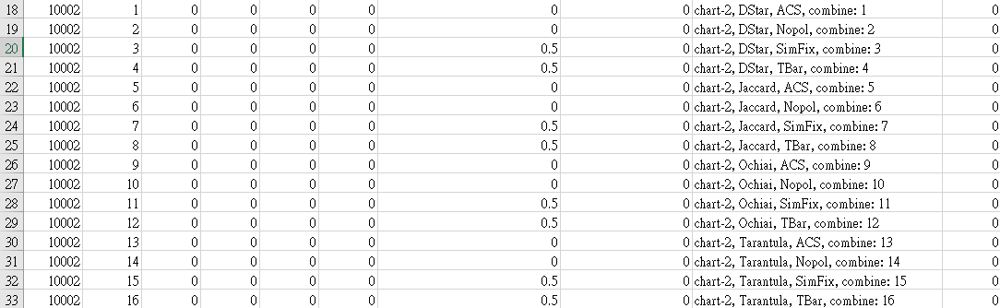 18 10002 1 0 0 0 0 0 0 chart-2, DStar, ACS, combine: 1 0
19 10002 2 0 0 0 0 0 0 chart-2, DStar, Nopol, combine: 2 0
20 10002 3 0 0 0 0 0.5 0 chart-2, DStar, SimFix, combine: 3 0
21 10002 4 0 0 0 0 0.5 0 chart-2, DStar, TBar, combine: 4 0
22 10002 5 0 0 0 0 0 0 chart-2, Jaccard, ACS, combine: 5 0
23 10002 6 0 0 0 0 0 0 chart-2, Jaccard, Nopol, combine: 6 0
24 10002 7 0 0 0 0 0.5 0 chart-2, Jaccard, SimFix, combine: 7 0
25 10002 8 0 0 0 0 0.5 0 chart-2, Jaccard, TBar, combine: 8 0
26 10002 9 0 0 0 0 0 0 chart-2, Ochiai, ACS, combine: 9 0
27 10002 10 0 0 0 0 0 0 chart-2, Ochiai, Nopol, combine: 10 0
28 10002 11 0 0 0 0 0.5 0 chart-2, Ochiai, SimFix, combine: 11 0
29 10002 12 0 0 0 0 0.5 0 chart-2, Ochiai, TBar, combine: 12 0
30 10002 13 0 0 0 0 0 0 chart-2, Tarantula, ACS, combine: 13 0
31 10002 14 0 0 0 0 0 0 chart-2, Tarantula, Nopol, combine: 14 0
32 10002 15 0 0 0 0 0.5 0 chart-2, Tarantula, SimFix, combine: 15 0
33 10002 16 0 0 0 0 0.5 0 chart-2, Tarantula, TBar, combine: 16 0